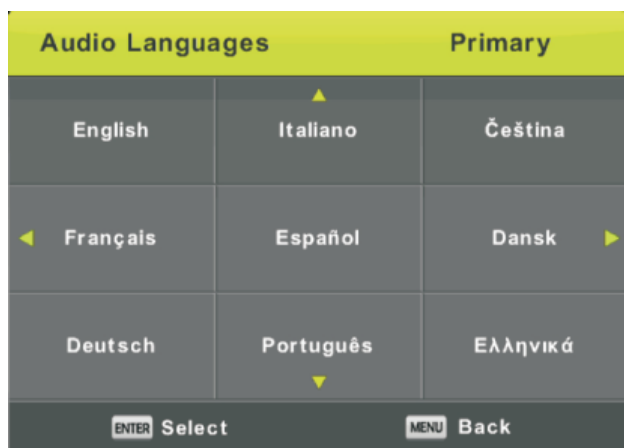 Audio Languages Primary
English Italiano Čeština
Français Español Dansk
Deutsch Português Ελληνικά
ENTER Select MENU Back